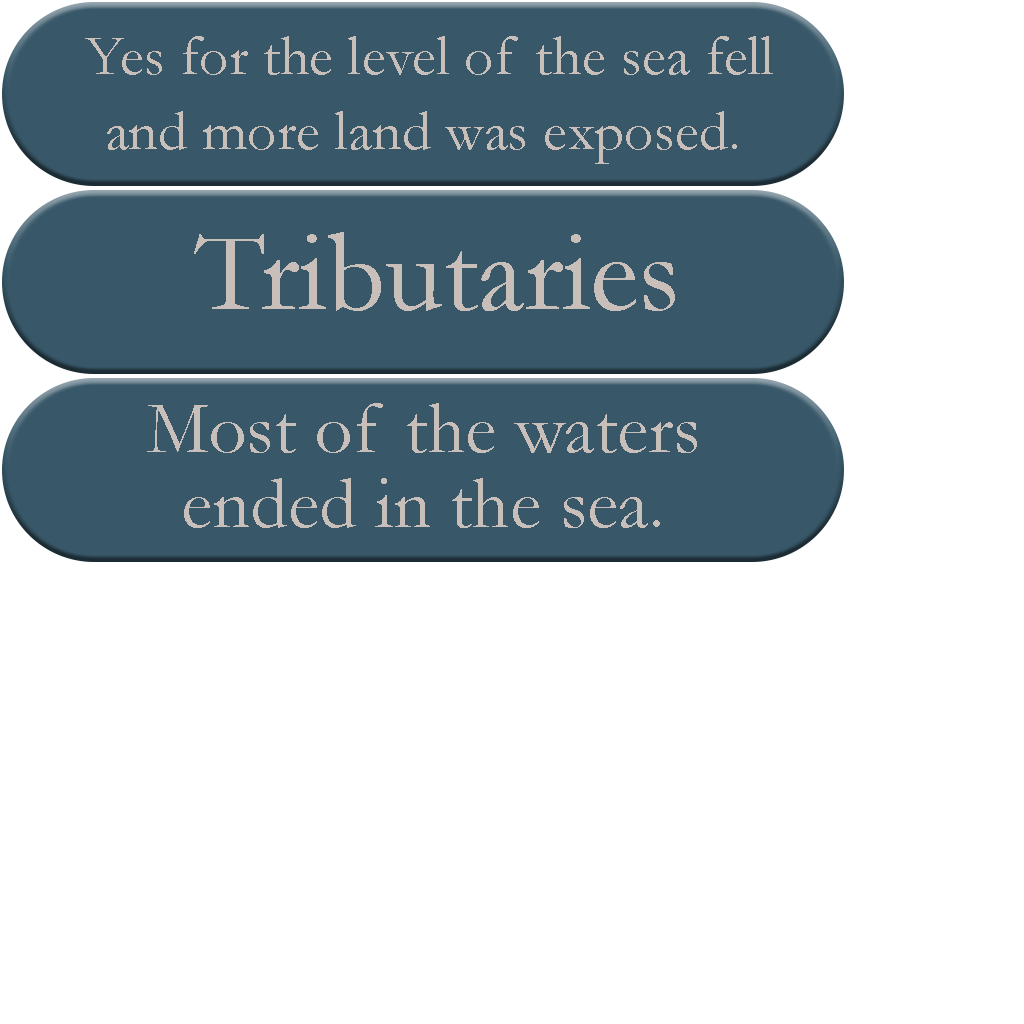 Yes for the level of the sea fell
and more land was exposed.
Tributaries
Most of the waters
ended in the sea.